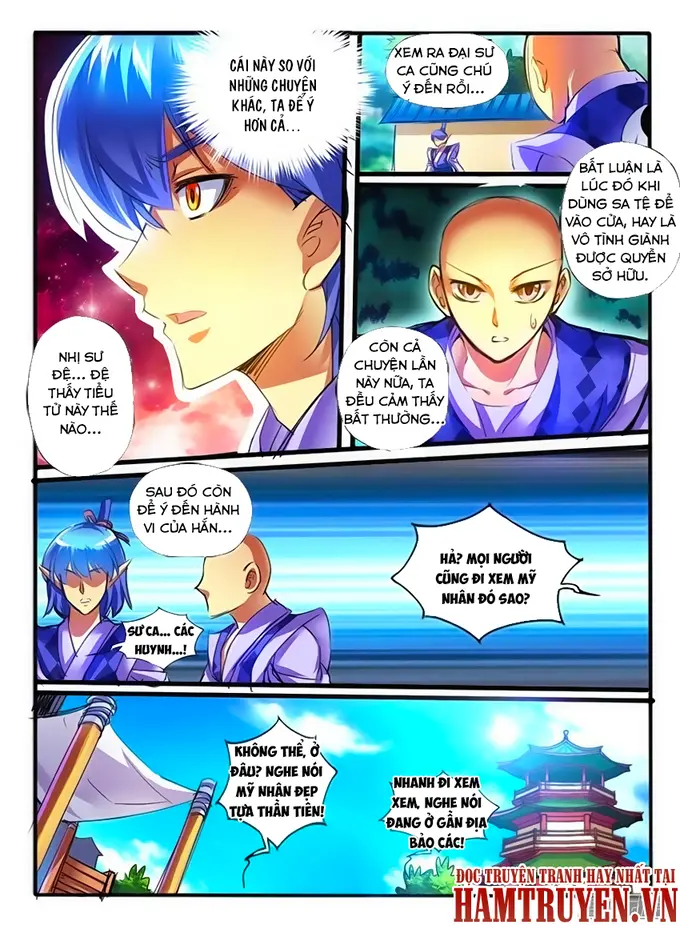 CÁI NÀY SO VỚI
NHỮNG CHUYỆN
KHÁC, TA ĐỂ Ý
HƠN CẢ...
XEM RA ĐẠI SƯ
CA CŨNG CHÚ
Ý ĐẾN RỒI...
BẤT LUẬN LÀ
LÚC ĐÓ KHI
DÙNG SA TỆ ĐỂ
VÀO CỬA, HAY LÀ
VÔ TÌNH GIÀNH
ĐƯỢC QUYỀN
SỞ HỮU.
NHỊ SƯ
ĐỆ... ĐỆ
THẤY TIỂU
TỬ NÀY THẾ
NÀO...
CÒN CẢ
CHUYỆN LẦN
NÀY NỮA, TA
ĐỀU CẢM THẤY
BẤT THƯỜNG...
SAU ĐÓ CÒN
ĐỂ Ý ĐẾN HÀNH
VI CỦA HẮN...
SƯ CA... CÁC
HUYNH...!
HẢ? MỌI NGƯỜI
CŨNG ĐI XEM MỸ
NHÂN ĐÓ SAO?
KHÔNG THỂ, Ở
ĐÂU? NGHE NÓI
MỸ NHÂN ĐẸP
TỰA THẦN TIÊN!
NHANH ĐI XEM
XEM, NGHE NÓI
ĐANG Ở GẦN ĐỊA
BẢO CÁC!
ĐỌC TRUYỆN TRANH HAY NHẤT TẠI
HAMTRUYEN.VN